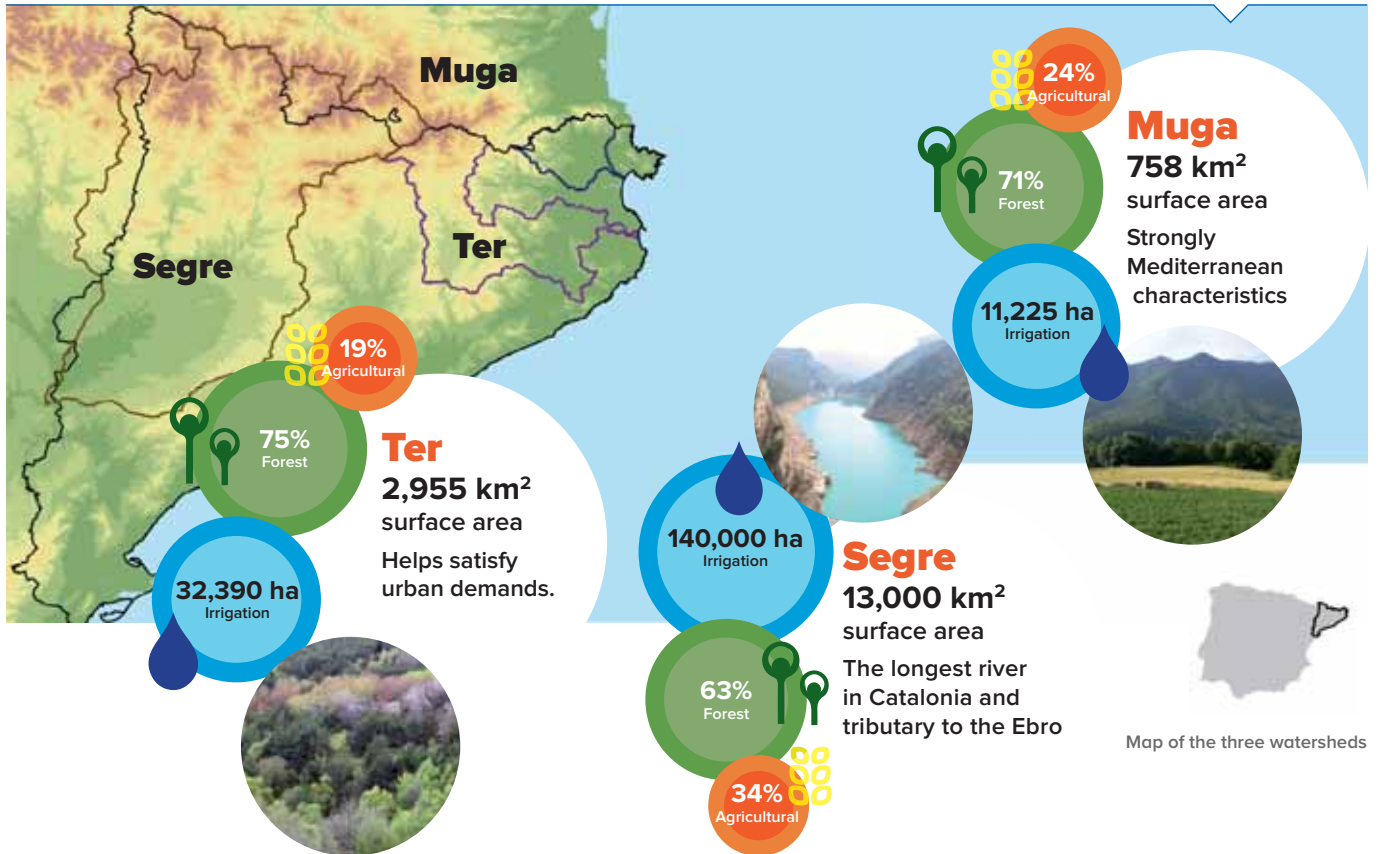 Muga
Segre
Ter
24%
Agricultural
71%
Forest
11,225 ha
Irrigation
Muga
758 km²
surface area
Strongly
Mediterranean
characteristics
19%
Agricultural
75%
Forest
32,390 ha
Irrigation
Ter
2,955 km²
surface area
Helps satisfy
urban demands.
140,000 ha
Irrigation
63%
Forest
34%
Agricultural
Segre
13,000 km²
surface area
The longest river
in Catalonia and
tributary to the Ebro
Map of the three watersheds